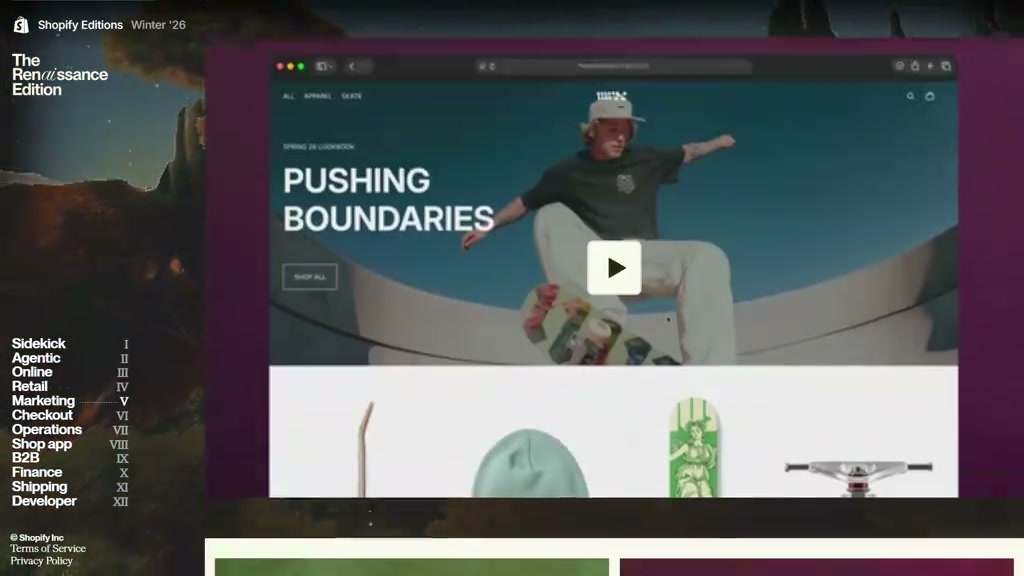 Shopify Editions Winter '26
The
Renaissance
Edition
ALL APPAREL SKATE
SPRING '26 LOOKBOOK
PUSHING
BOUNDARIES
SHOP ALL
Sidekick I
Agentic II
Online III
Retail IV
Marketing V
Checkout VI
Operations VII
Shop app VIII
B2B IX
Finance X
Shipping XI
Developer XII
© Shopify Inc
Terms of Service
Privacy Policy